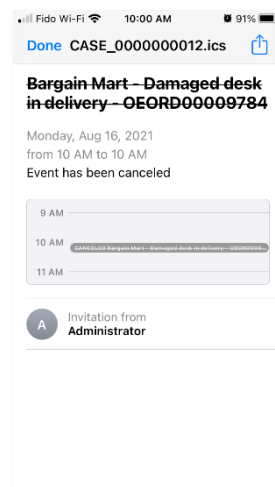 Fido Wi-Fi 10:00 AM 91%
Done CASE_0000000012.ics
Bargain Mart - Damaged desk
in delivery - OEORD00009784
Monday, Aug 16, 2021
from 10 AM to 10 AM
Event has been canceled
9 AM
10 AM CANCELED Bargain Mart - Damaged desk in delivery - OEORD000...
11 AM
A
Invitation from
Administrator